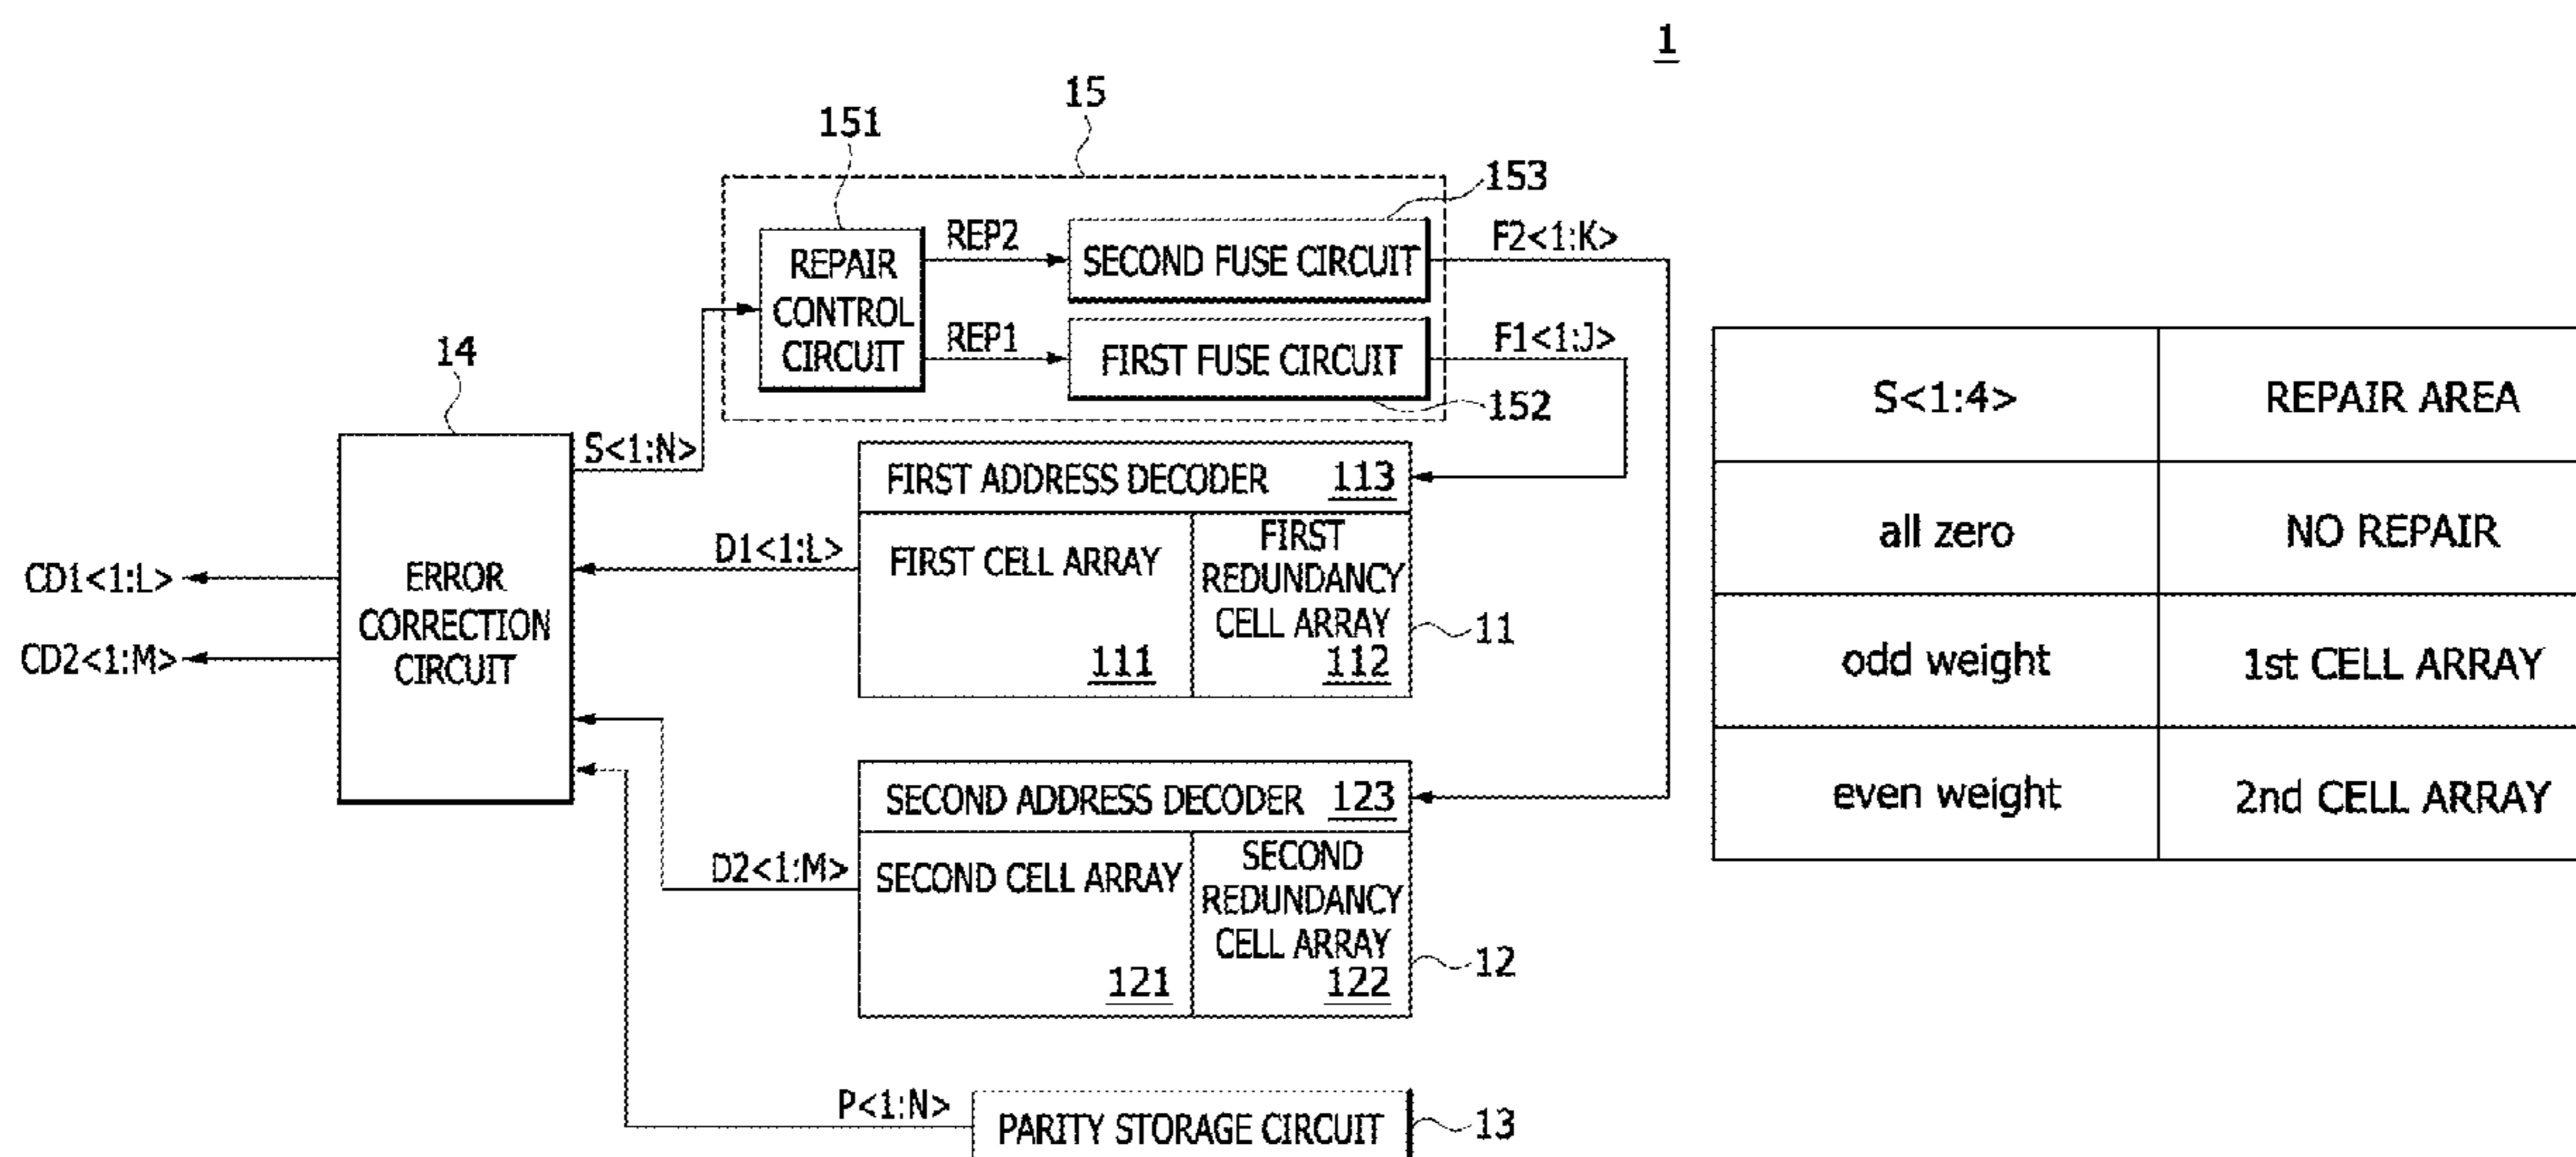 1
15
151
153
REPAIR
CONTROL
CIRCUIT
REP2
SECOND FUSE CIRCUIT
F2<1:K>
REP1
FIRST FUSE CIRCUIT
F1<1:J>
152
14
S<1:N>
ERROR
CORRECTION
CIRCUIT
CD1<1:L>
CD2<1:M>
FIRST ADDRESS DECODER 113
D1<1:L>
FIRST CELL ARRAY
111
FIRST
REDUNDANCY
CELL ARRAY
112
11
SECOND ADDRESS DECODER 123
D2<1:M>
SECOND CELL ARRAY
121
SECOND
REDUNDANCY
CELL ARRAY
122
12
P<1:N>
PARITY STORAGE CIRCUIT
13
S<1:4> REPAIR AREA
all zero NO REPAIR
odd weight 1st CELL ARRAY
even weight 2nd CELL ARRAY